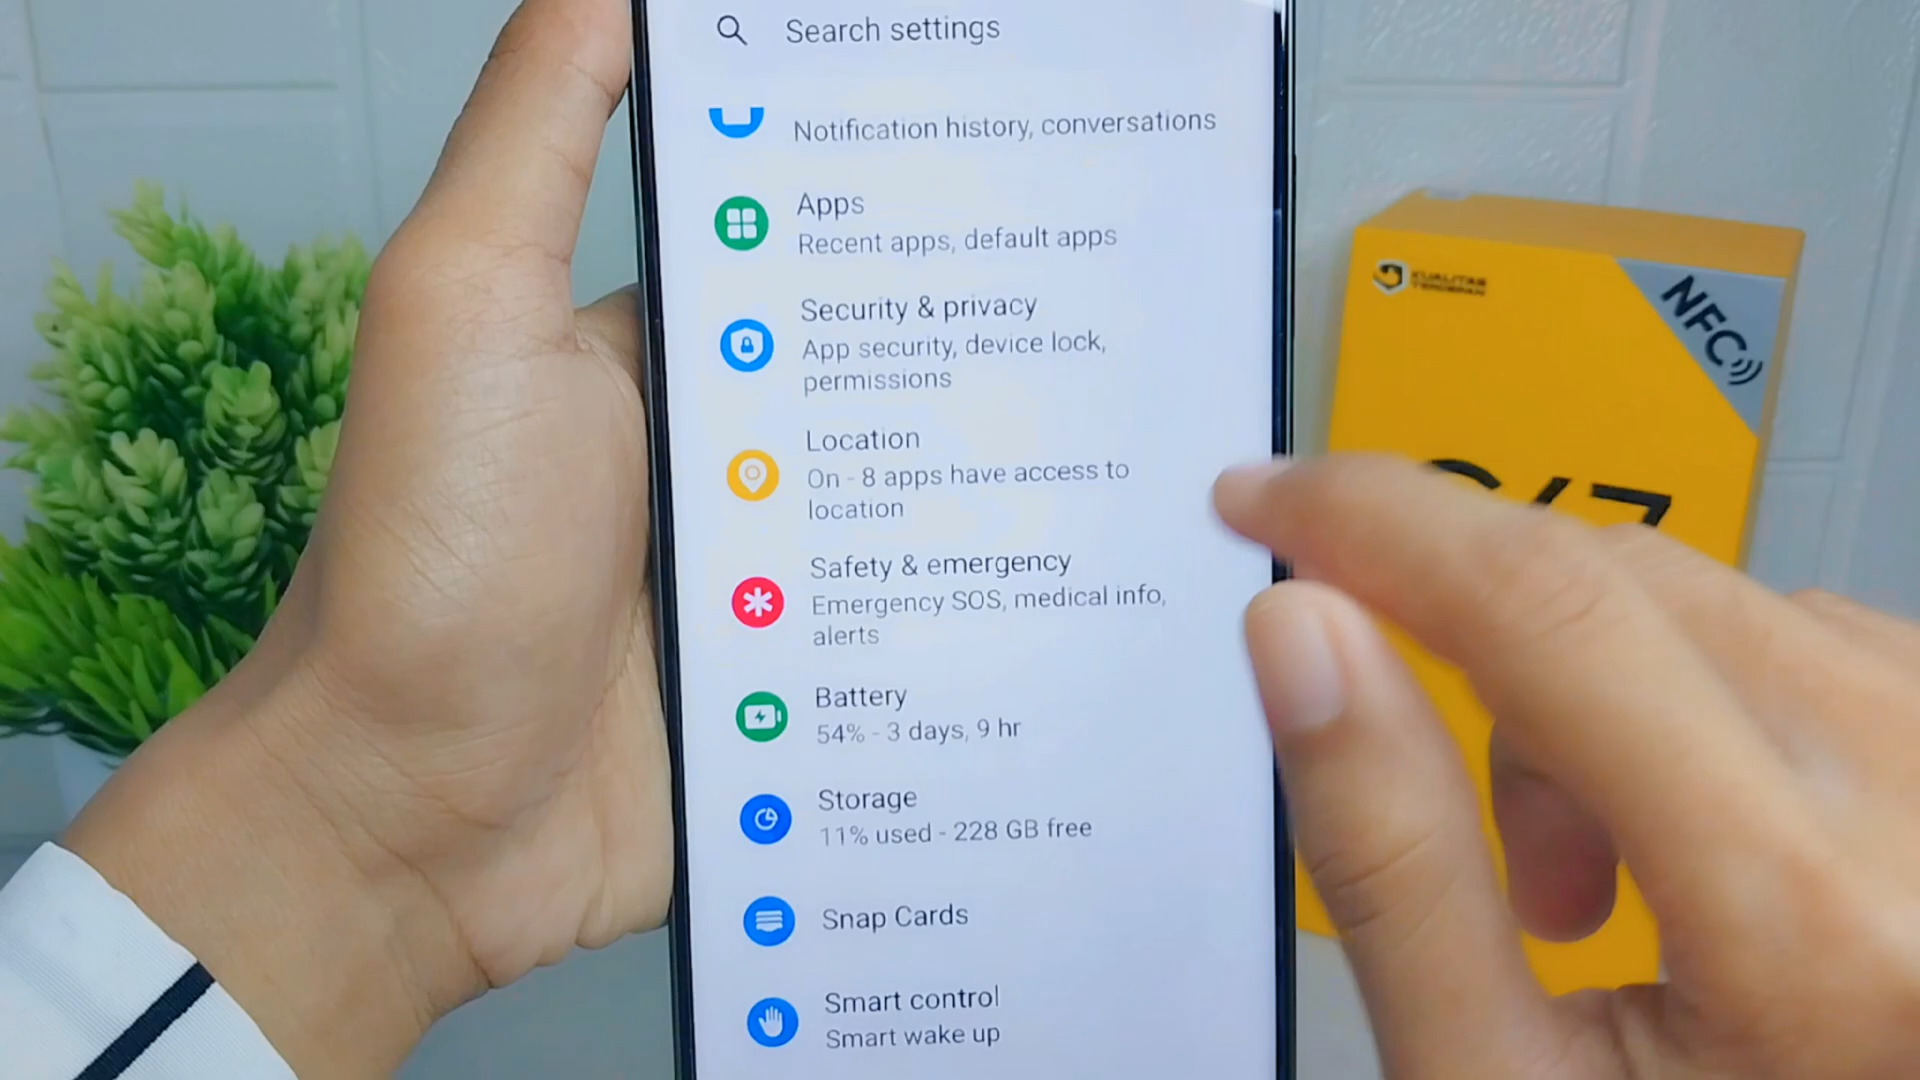 Search settings
Notification history, conversations
Apps
Recent apps, default apps
Security & privacy
App security, device lock,
permissions
Location
On - 8 apps have access to
location
Safety & emergency
Emergency SOS, medical info,
alerts
Battery
54% - 3 days, 9 hr
Storage
11% used - 228 GB free
Snap Cards
Smart control
Smart wake up
KUALITAS
NFC